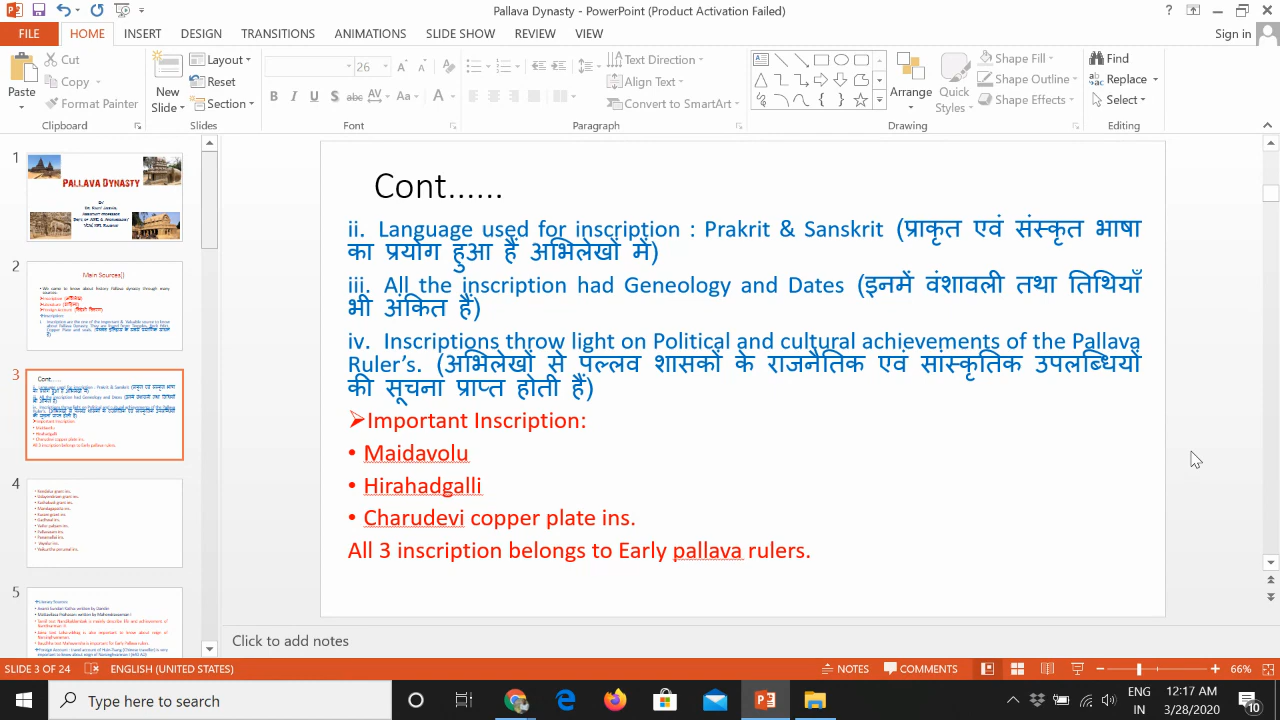 Pallava Dynasty - PowerPoint (Product Activation Failed)
FILE HOME INSERT DESIGN TRANSITIONS ANIMATIONS SLIDE SHOW REVIEW VIEW Sign in
Paste
Cut
Copy
Format Painter
New Slide
Layout
Reset
Section
26
Text Direction
Align Text
Convert to SmartArt
Arrange
Quick Styles
Shape Fill
Shape Outline
Shape Effects
Find
Replace
Select
Clipboard Slides Font Paragraph Drawing Editing
1
PALLAVA DYNASTY
2
Main Sources()
3
4
5
Cont......
ii. Language used for inscription : Prakrit & Sanskrit (प्राकृत एवं संस्कृत भाषा
का प्रयोग हुआ हैं अभिलेखों में)
iii. All the inscription had Geneology and Dates (इनमें वंशावली तथा तिथियाँ
भी अंकित हैं)
iv. Inscriptions throw light on Political and cultural achievements of the Pallava
Ruler's. (अभिलेखों से पल्लव शासकों के राजनैतिक एवं सांस्कृतिक उपलब्धियों
की सूचना प्राप्त होती हैं)
➢Important Inscription:
• Maidavolu
• Hirahadgalli
• Charudevi copper plate ins.
All 3 inscription belongs to Early pallava rulers.
Click to add notes
SLIDE 3 OF 24 ENGLISH (UNITED STATES) NOTES COMMENTS 66%
Type here to search
ENG
IN
12:17 AM
3/28/2020
10